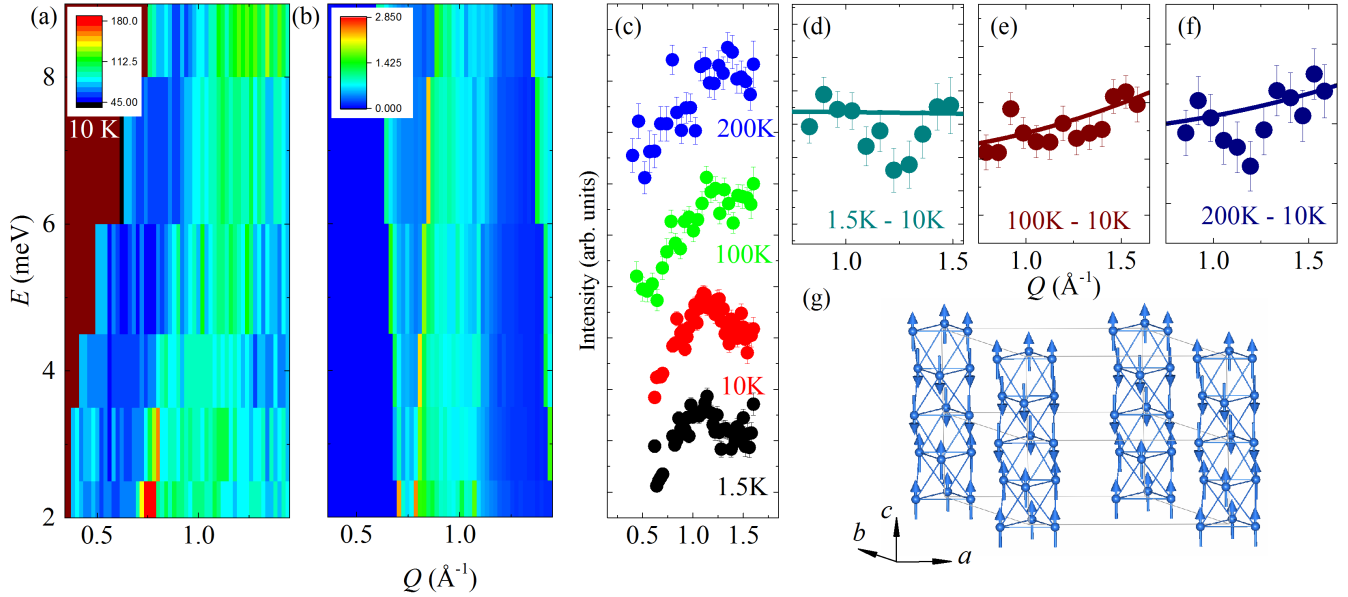 (a)
180.0
112.5
45.00
10 K
8
6
4
2
E (meV)
0.5
1.0
(b)
2.850
1.425
0.000
0.5
1.0
Q (Å⁻¹)
(c)
200K
100K
10K
1.5K
Intensity (arb. units)
0.5
1.0
1.5
(d)
1.5K - 10K
1.0
1.5
(e)
100K - 10K
1.0
1.5
Q (Å⁻¹)
(f)
200K - 10K
1.0
1.5
(g)
c
b
a